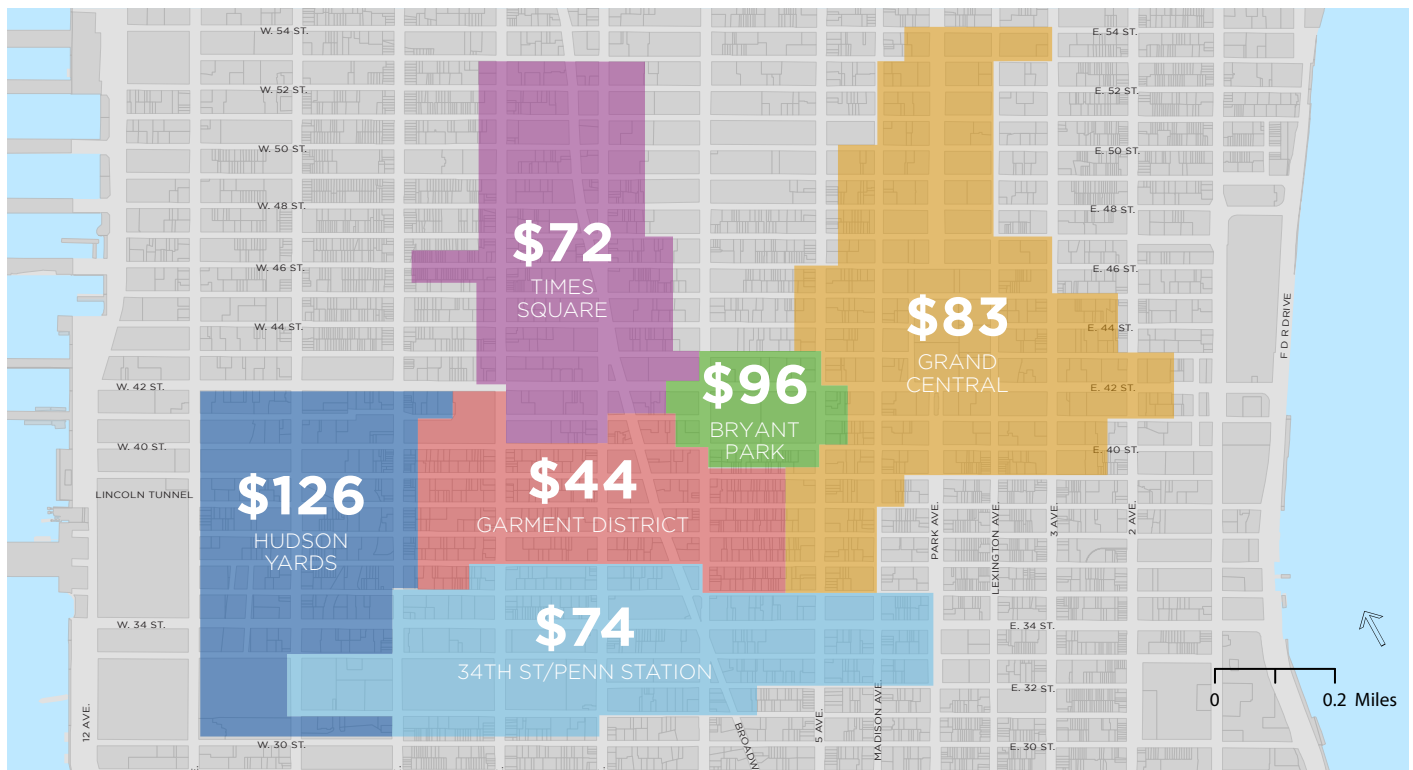 W. 54 ST.
E. 54 ST.
W. 52 ST.
E. 52 ST.
W. 50 ST.
E. 50 ST.
W. 48 ST.
E. 48 ST.
$72
TIMES
SQUARE
W. 46 ST.
E. 46 ST.
W. 44 ST.
E. 44 ST.
$83
GRAND
CENTRAL
F D R DRIVE
W. 42 ST.
E. 42 ST.
$96
BRYANT
PARK
W. 40 ST.
E. 40 ST.
LINCOLN TUNNEL
$126
HUDSON
YARDS
$44
GARMENT DISTRICT
PARK AVE.
LEXINGTON AVE.
3 AVE.
2 AVE.
W. 34 ST.
E. 34 ST.
$74
34TH ST/PENN STATION
E. 32 ST.
0
0.2 Miles
12 AVE.
BROADW
5 AVE.
MADISON AVE.
W. 30 ST.
E. 30 ST.